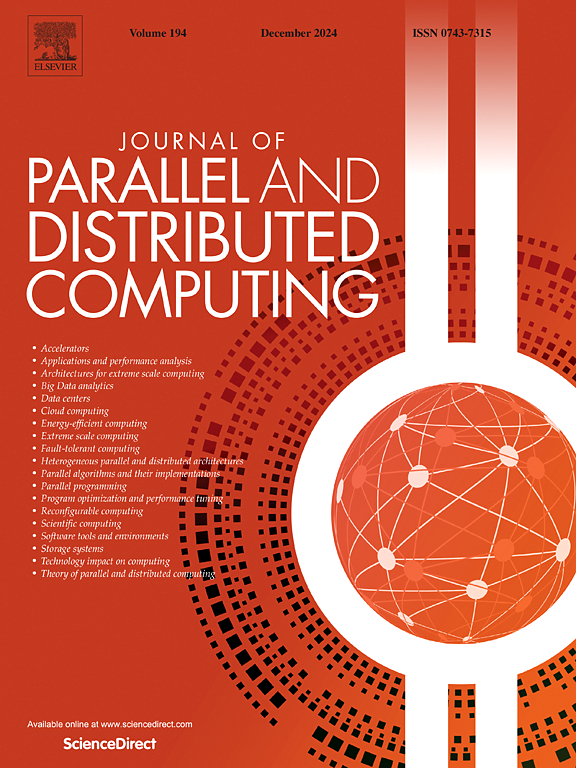 Volume 194 December 2024 ISSN 0743-7315
ELSEVIER
JOURNAL OF
PARALLEL AND
DISTRIBUTED
COMPUTING
• Accelerators
• Applications and performance analysis
• Architectures for extreme scale computing
• Big Data analytics
• Data centers
• Cloud computing
• Energy-efficient computing
• Extreme scale computing
• Fault-tolerant computing
• Heterogeneous parallel and distributed architectures
• Parallel algorithms and their implementations
• Parallel programming
• Program optimization and performance tuning
• Reconfigurable computing
• Scientific computing
• Software tools and environments
• Storage systems
• Technology impact on computing
• Theory of parallel and distributed computing
Available online at www.sciencedirect.com
ScienceDirect